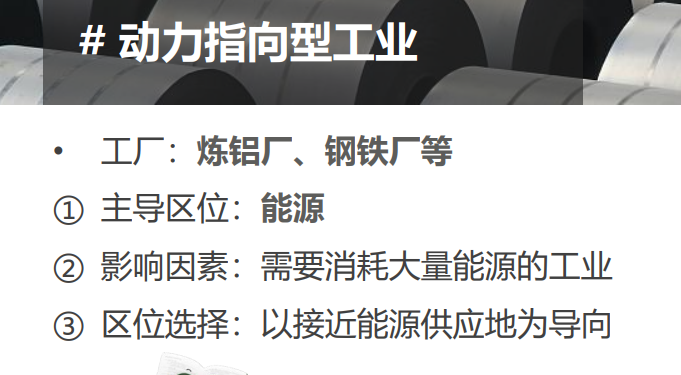 # 动力指向型工业
• 工厂：炼铝厂、钢铁厂等
① 主导区位：能源
② 影响因素：需要消耗大量能源的工业
③ 区位选择：以接近能源供应地为导向